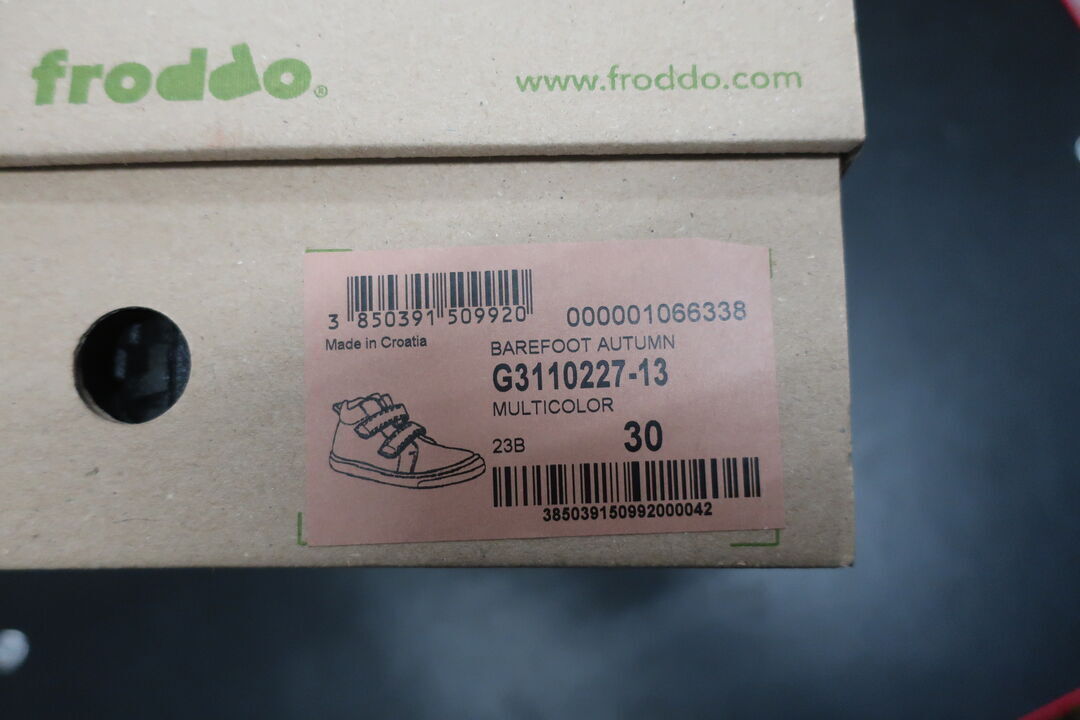 froddo®
www.froddo.com
3 850391 509920
000001066338
Made in Croatia
BAREFOOT AUTUMN
G3110227-13
MULTICOLOR
23B 30
385039150992000042